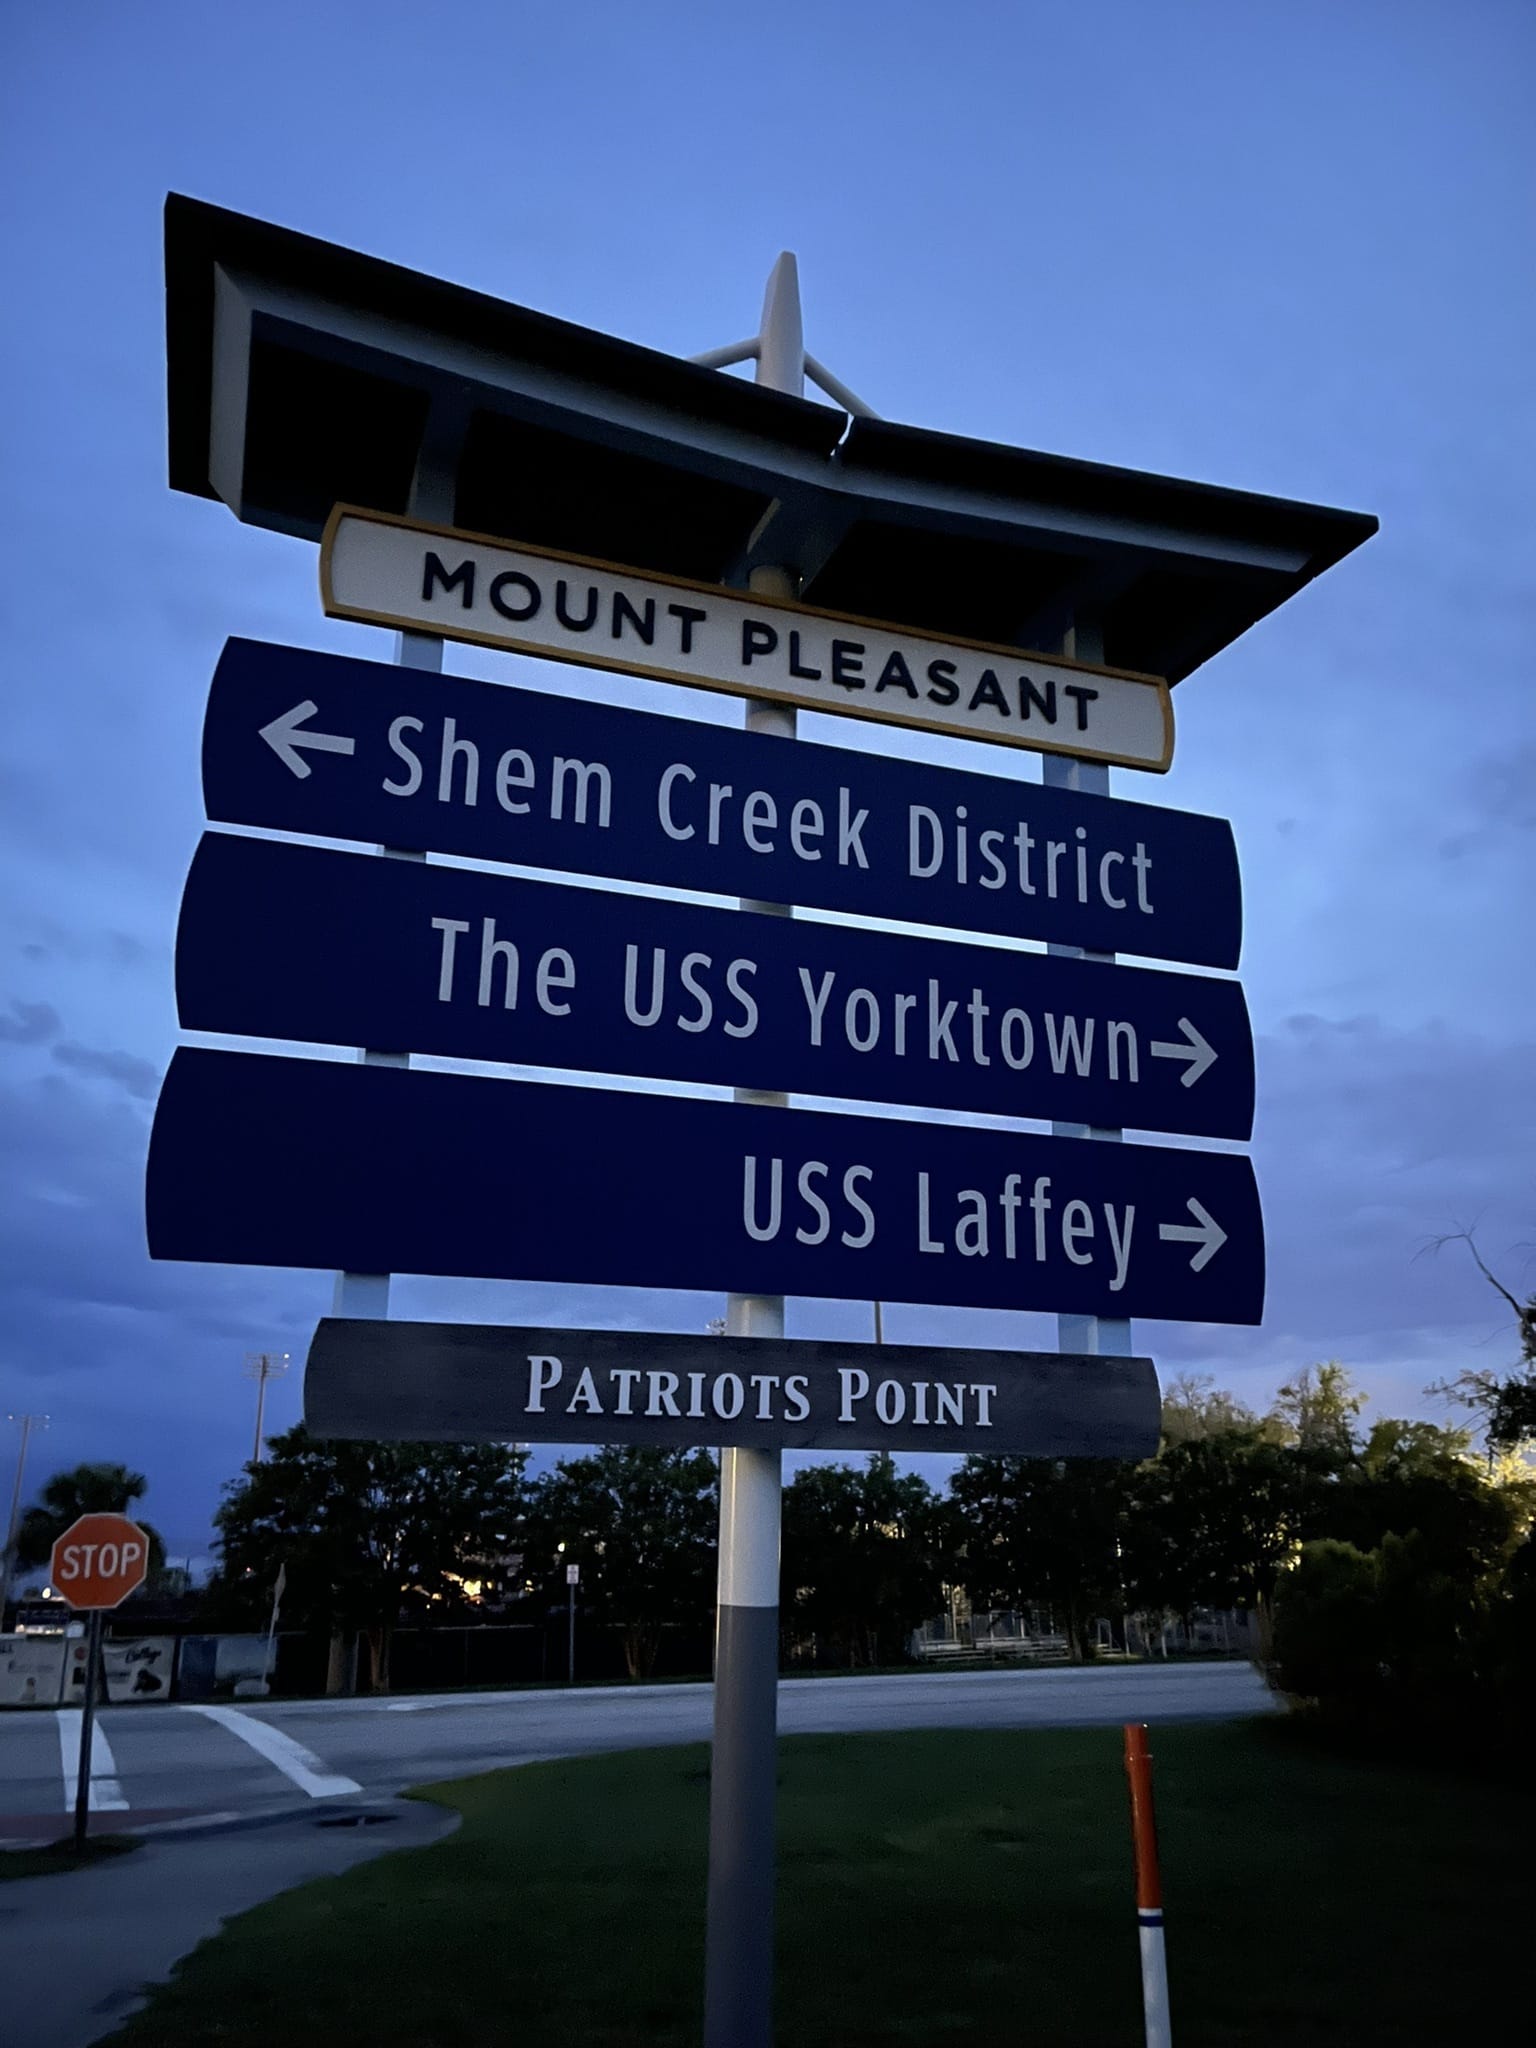 MOUNT PLEASANT
← Shem Creek District
The USS Yorktown →
USS Laffey →
PATRIOTS POINT
STOP